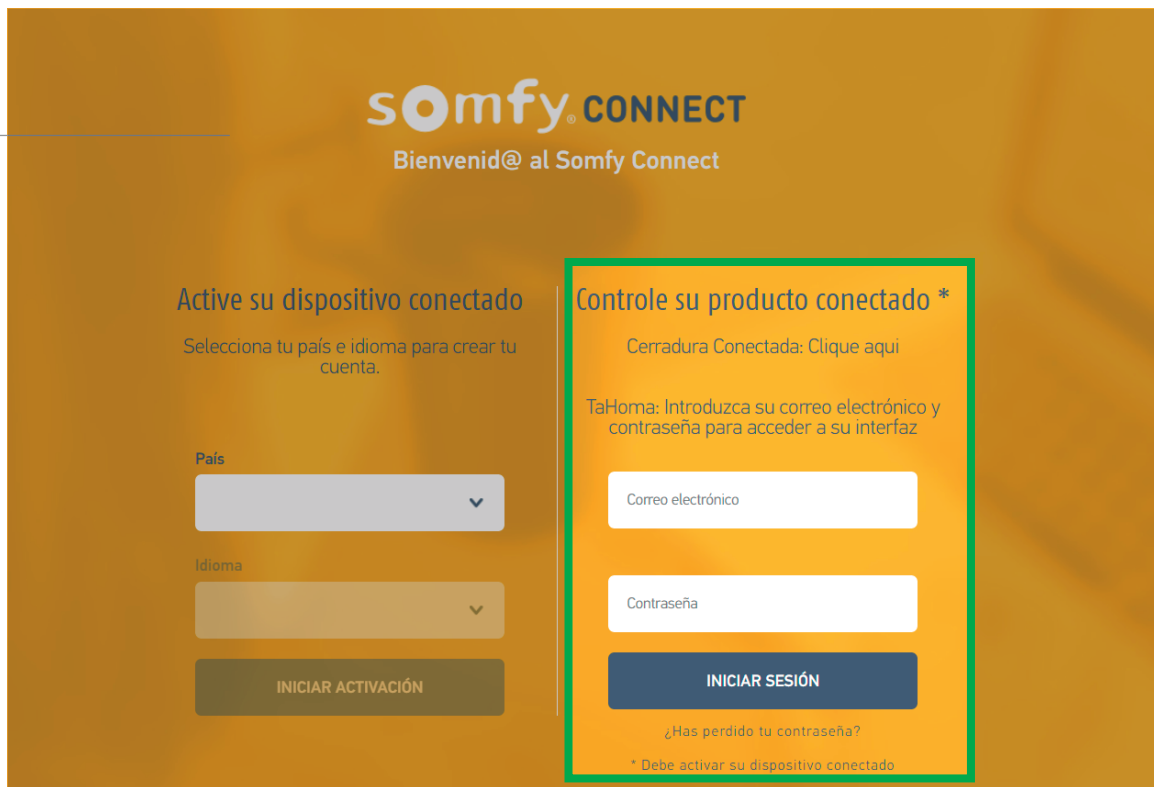 somfy® CONNECT
Bienvenid@ al Somfy Connect
Active su dispositivo conectado
Selecciona tu país e idioma para crear tu
cuenta.
País
Idioma
INICIAR ACTIVACIÓN
Controle su producto conectado *
Cerradura Conectada: Clique aqui
TaHoma: Introduzca su correo electrónico y
contraseña para acceder a su interfaz
Correo electrónico
Contraseña
INICIAR SESIÓN
¿Has perdido tu contraseña?
* Debe activar su dispositivo conectado